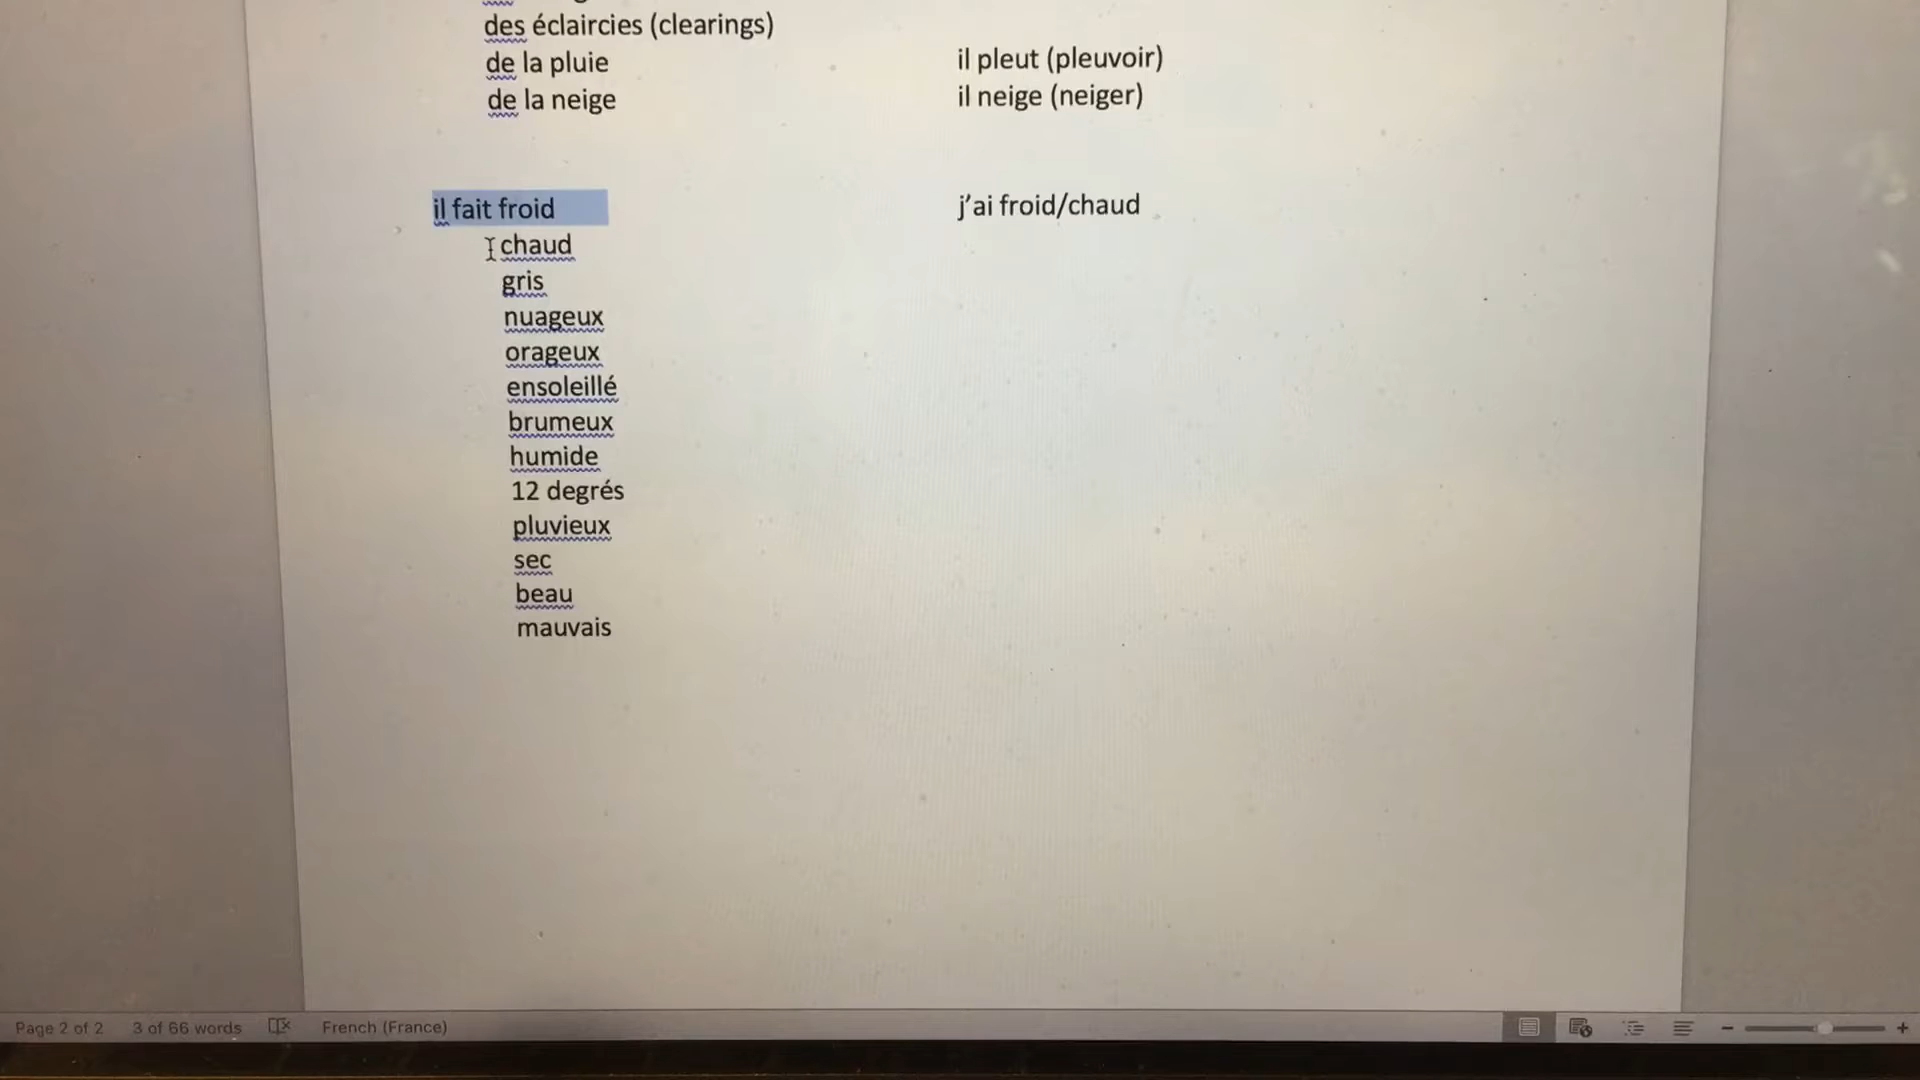 des éclaircies (clearings)
de la pluie
il pleut (pleuvoir)
de la neige
il neige (neiger)
il fait froid
j'ai froid/chaud
chaud
gris
nuageux
orageux
ensoleillé
brumeux
humide
12 degrés
pluvieux
sec
beau
mauvais
Page 2 of 2
3 of 66 words
French (France)